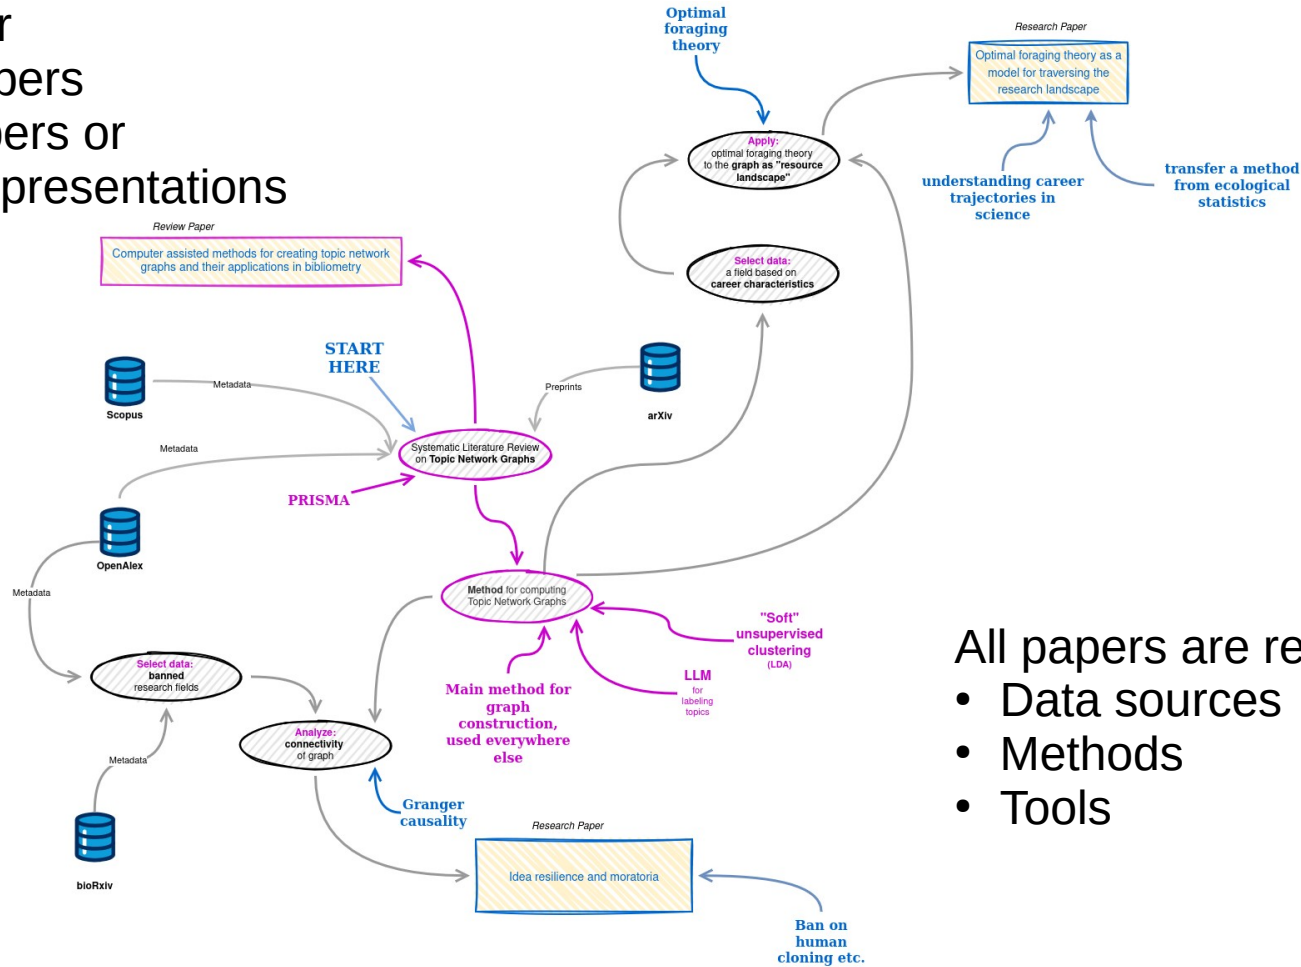 r
pers
pers or
presentations
Optimal
foraging
theory
Research Paper
Optimal foraging theory as a
model for traversing the
research landscape
Apply:
optimal foraging theory
to the graph as "resource
landscape"
understanding career
trajectories in
science
transfer a method
from ecological
statistics
Review Paper
Computer assisted methods for creating topic network
graphs and their applications in bibliometry
Select data:
a field based on
career characteristics
START
HERE
Scopus
Metadata
Preprints
arXiv
Metadata
Systematic Literature Review
on Topic Network Graphs
PRISMA
OpenAlex
Metadata
Method for computing
Topic Network Graphs
"Soft"
unsupervised
clustering
(LDA)
LLM
for
labeling
topics
Main method for
graph
construction,
used everywhere
else
Select data:
banned
research fields
Analyze:
connectivity
of graph
Metadata
bioRxiv
Granger
causality
Research Paper
Idea resilience and moratoria
Ban on
human
cloning etc.
All papers are re
• Data sources
• Methods
• Tools